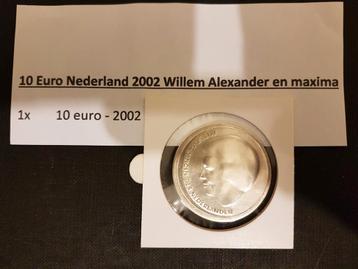 10 Euro Nederland 2002 Willem Alexander en maxima
1x 10 euro - 2002